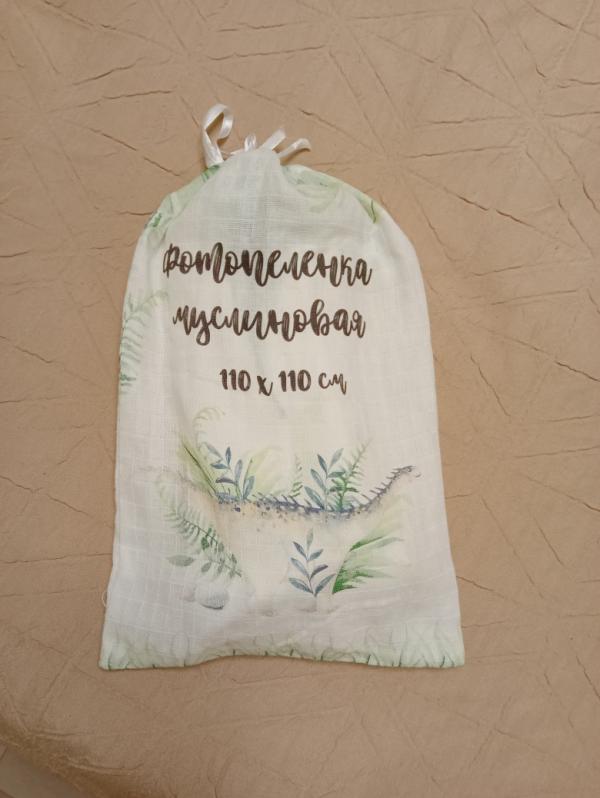 Фотопеленка
муслиновая
110 x 110 см